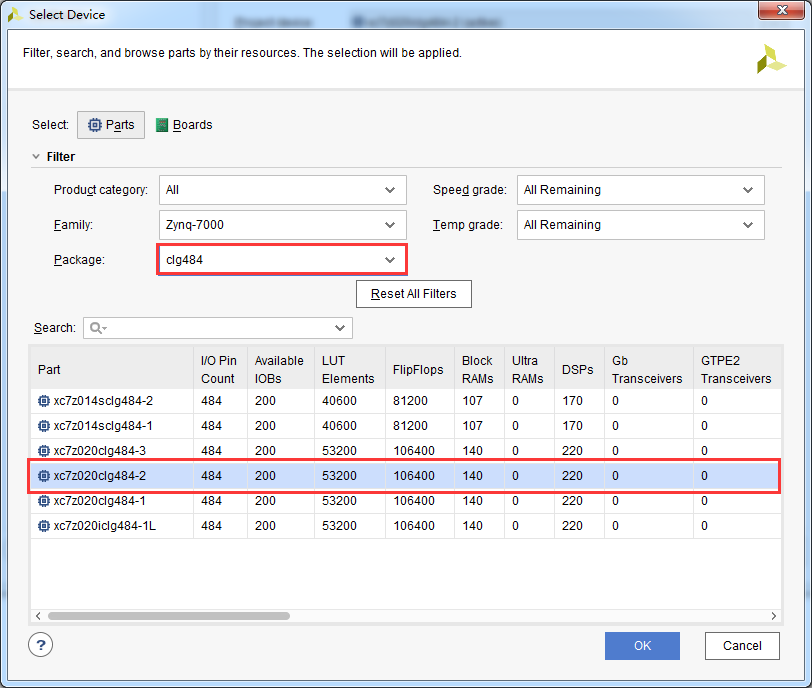 Select Device
Filter, search, and browse parts by their resources. The selection will be applied.
Select: Parts Boards
Filter
Product category: All Speed grade: All Remaining
Family: Zynq-7000 Temp grade: All Remaining
Package: clg484
Reset All Filters
Search:
Part I/O Pin Count Available IOBs LUT Elements FlipFlops Block RAMs Ultra RAMs DSPs Gb Transceivers GTPE2 Transceivers
xc7z014sclg484-2 484 200 40600 81200 107 0 170 0 0
xc7z014sclg484-1 484 200 40600 81200 107 0 170 0 0
xc7z020clg484-3 484 200 53200 106400 140 0 220 0 0
xc7z020clg484-2 484 200 53200 106400 140 0 220 0 0
xc7z020clg484-1 484 200 53200 106400 140 0 220 0 0
xc7z020iclg484-1L 484 200 53200 106400 140 0 220 0 0
? OK Cancel